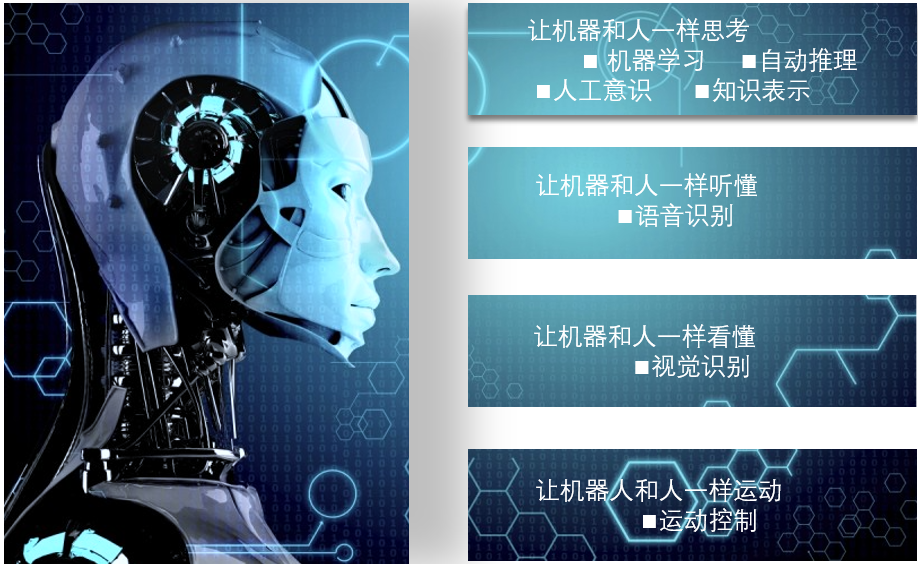 让机器和人一样思考
■ 机器学习 ■自动推理
■人工意识 ■知识表示
让机器和人一样听懂
■语音识别
让机器和人一样看懂
■视觉识别
让机器人和人一样运动
■运动控制